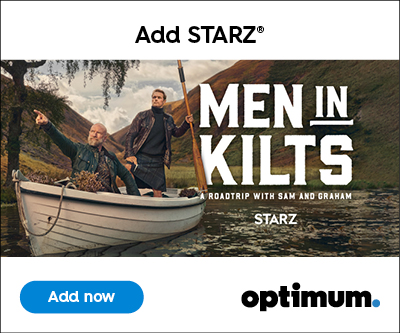 Add STARZ®
MEN IN
KILTS
A ROADTRIP WITH SAM AND GRAHAM
STARZ
Add now
optimum.